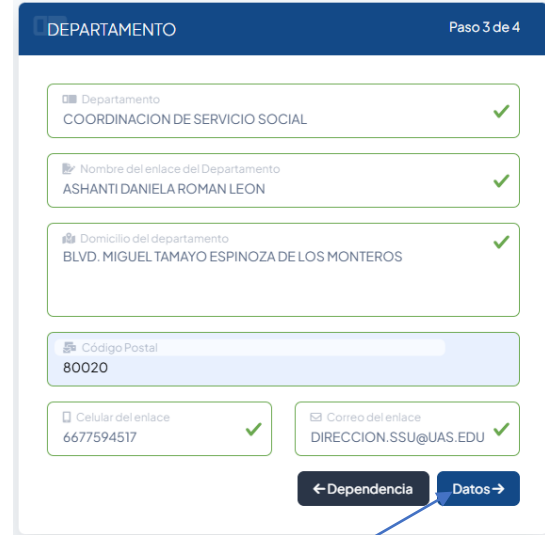 DEPARTAMENTO
Paso 3 de 4
Departamento
COORDINACION DE SERVICIO SOCIAL
Nombre del enlace del Departamento
ASHANTI DANIELA ROMAN LEON
Domicilio del departamento
BLVD. MIGUEL TAMAYO ESPINOZA DE LOS MONTEROS
Código Postal
80020
Celular del enlace
6677594517
Correo del enlace
DIRECCION.SSU@UAS.EDU
←Dependencia
Datos→